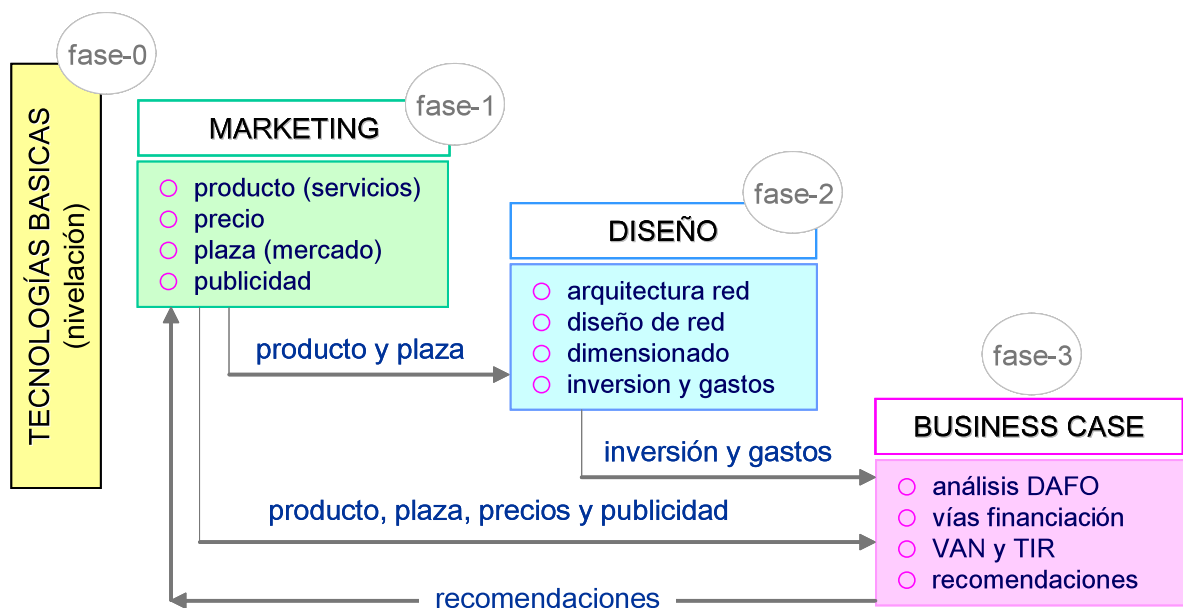 fase-0
TECNOLOGÍAS BASICAS
(nivelación)
fase-1
MARKETING
producto (servicios)
precio
plaza (mercado)
publicidad
fase-2
DISEÑO
arquitectura red
diseño de red
dimensionado
inversion y gastos
producto y plaza
fase-3
BUSINESS CASE
análisis DAFO
vías financiación
VAN y TIR
recomendaciones
inversión y gastos
producto, plaza, precios y publicidad
recomendaciones